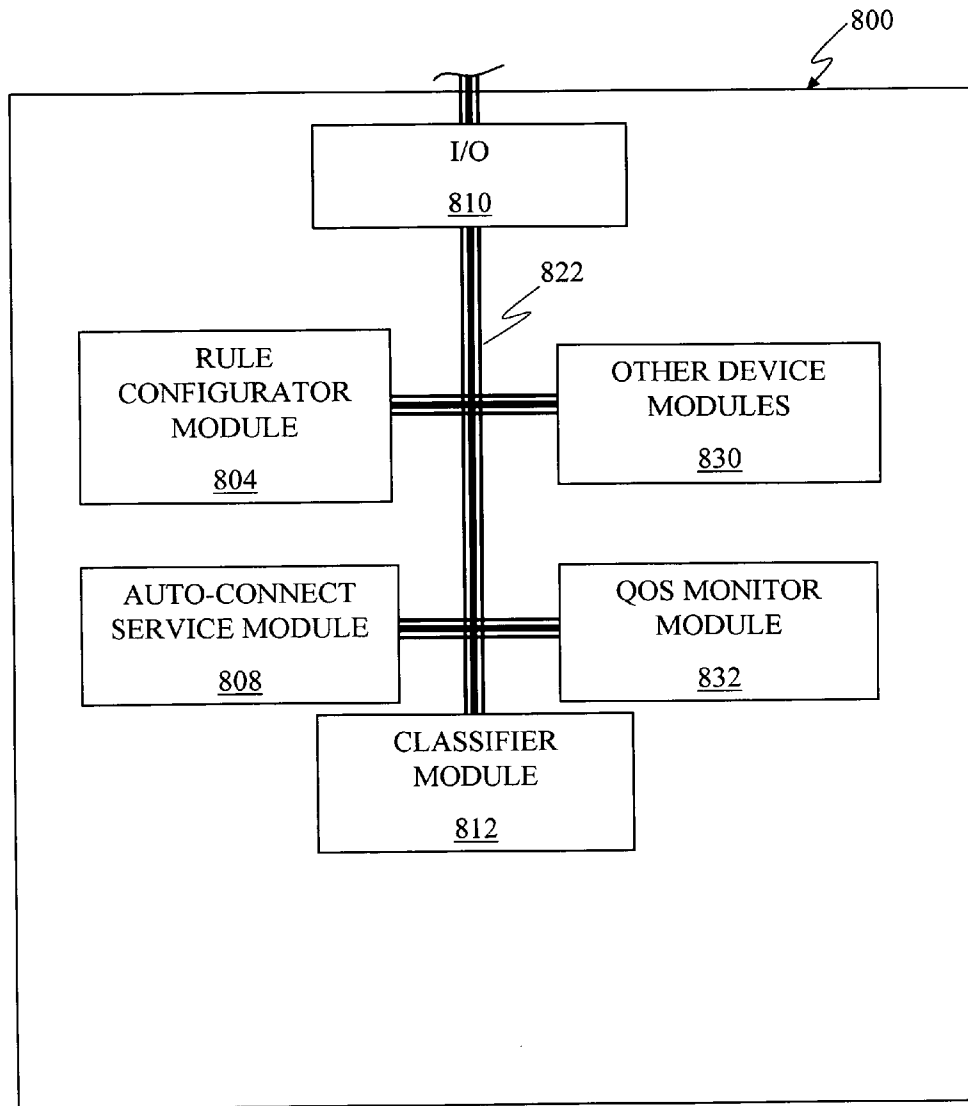 800
I/O
810
822
RULE
CONFIGURATOR
MODULE
804
OTHER DEVICE
MODULES
830
AUTO-CONNECT
SERVICE MODULE
808
QOS MONITOR
MODULE
832
CLASSIFIER
MODULE
812